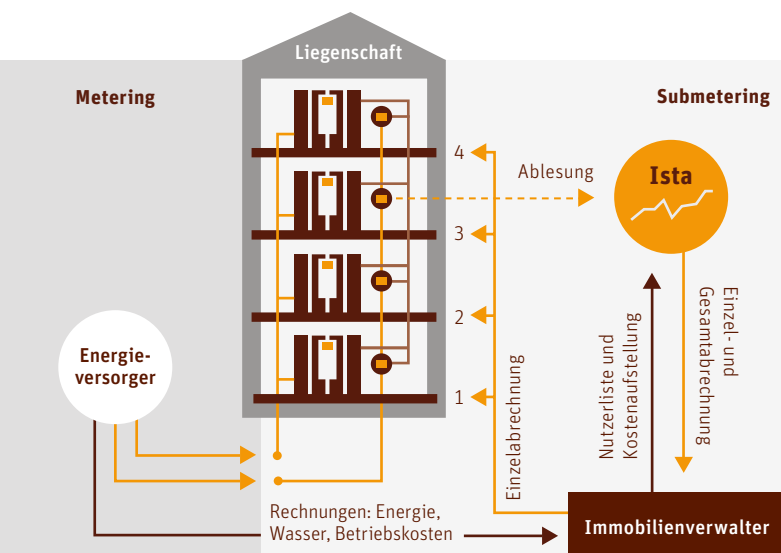 Liegenschaft
Metering
Submetering
4
Ablesung
Ista
3
2
Energie-
versorger
1
Einzelabrechnung
Nutzerliste und
Kostenaufstellung
Einzel- und
Gesamtabrechnung
Rechnungen: Energie,
Wasser, Betriebskosten
Immobilienverwalter